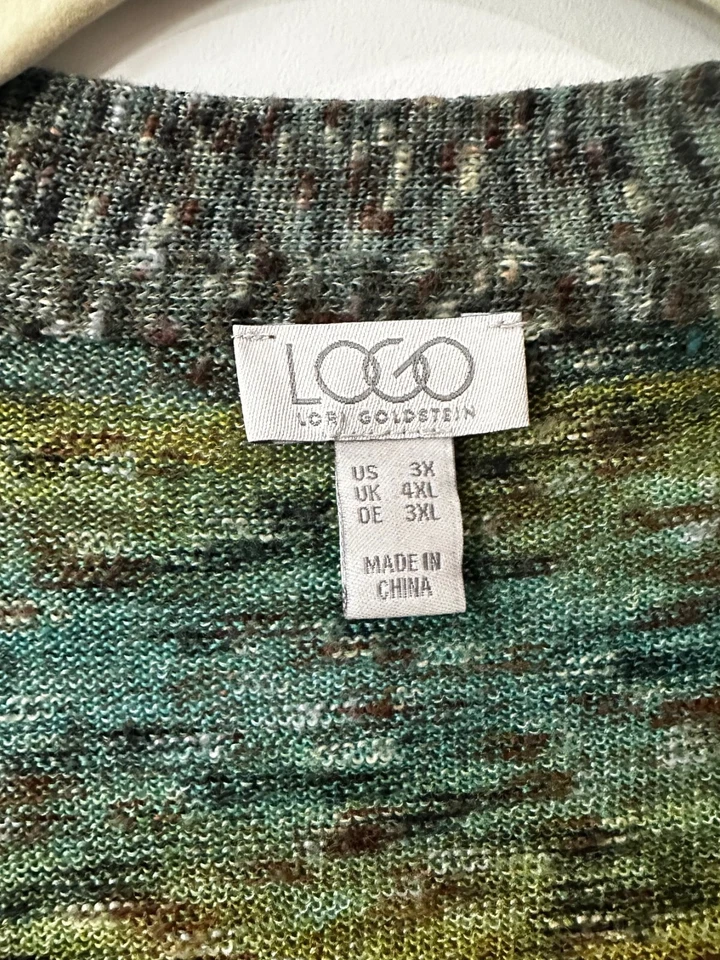 LOGO
LORI GOLDSTEIN
US 3X
UK 4XL
DE 3XL
MADE IN
CHINA